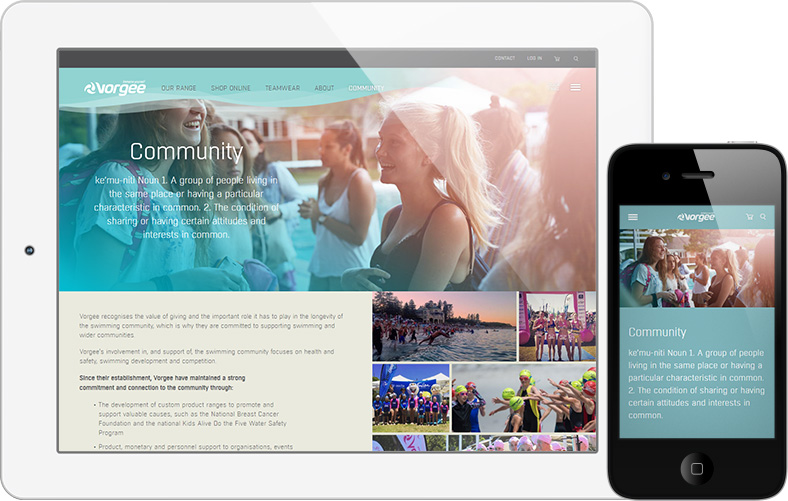 CONTACT LOG IN
Vorgee OUR RANGE SHOP ONLINE TEAMWEAR ABOUT COMMUNITY
Community
ke'mu-niti Noun 1. A group of people living in
the same place or having a particular
characteristic in common. 2. The condition of
sharing or having certain attitudes and
interests in common.
Vorgee recognises the value of giving and the important role it has to play in the longevity of
the swimming community, which is why they are committed to supporting swimming and
wider communities.
Vorgee's involvement in, and support of, the swimming community focuses on health and
safety, swimming development and competition.
Since their establishment, Vorgee have maintained a strong
commitment and connection to the community through:
• The development of custom product ranges to promote and
support valuable causes, such as the National Breast Cancer
Foundation and the national Kids Alive Do the Five Water Safety
Program
• Product, monetary and personnel support to organisations, events
Vorgee
Community
ke'mu-niti Noun 1. A group of people
living in the same place or having a
particular characteristic in common.
2. The condition of sharing or having
certain attitudes and interests in
common.